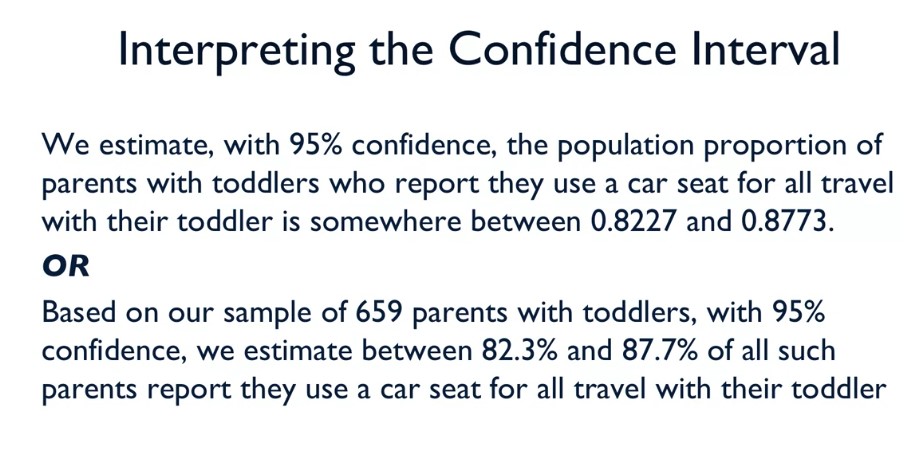 Interpreting the Confidence Interval
We estimate, with 95% confidence, the population proportion of
parents with toddlers who report they use a car seat for all travel
with their toddler is somewhere between 0.8227 and 0.8773.
OR
Based on our sample of 659 parents with toddlers, with 95%
confidence, we estimate between 82.3% and 87.7% of all such
parents report they use a car seat for all travel with their toddler